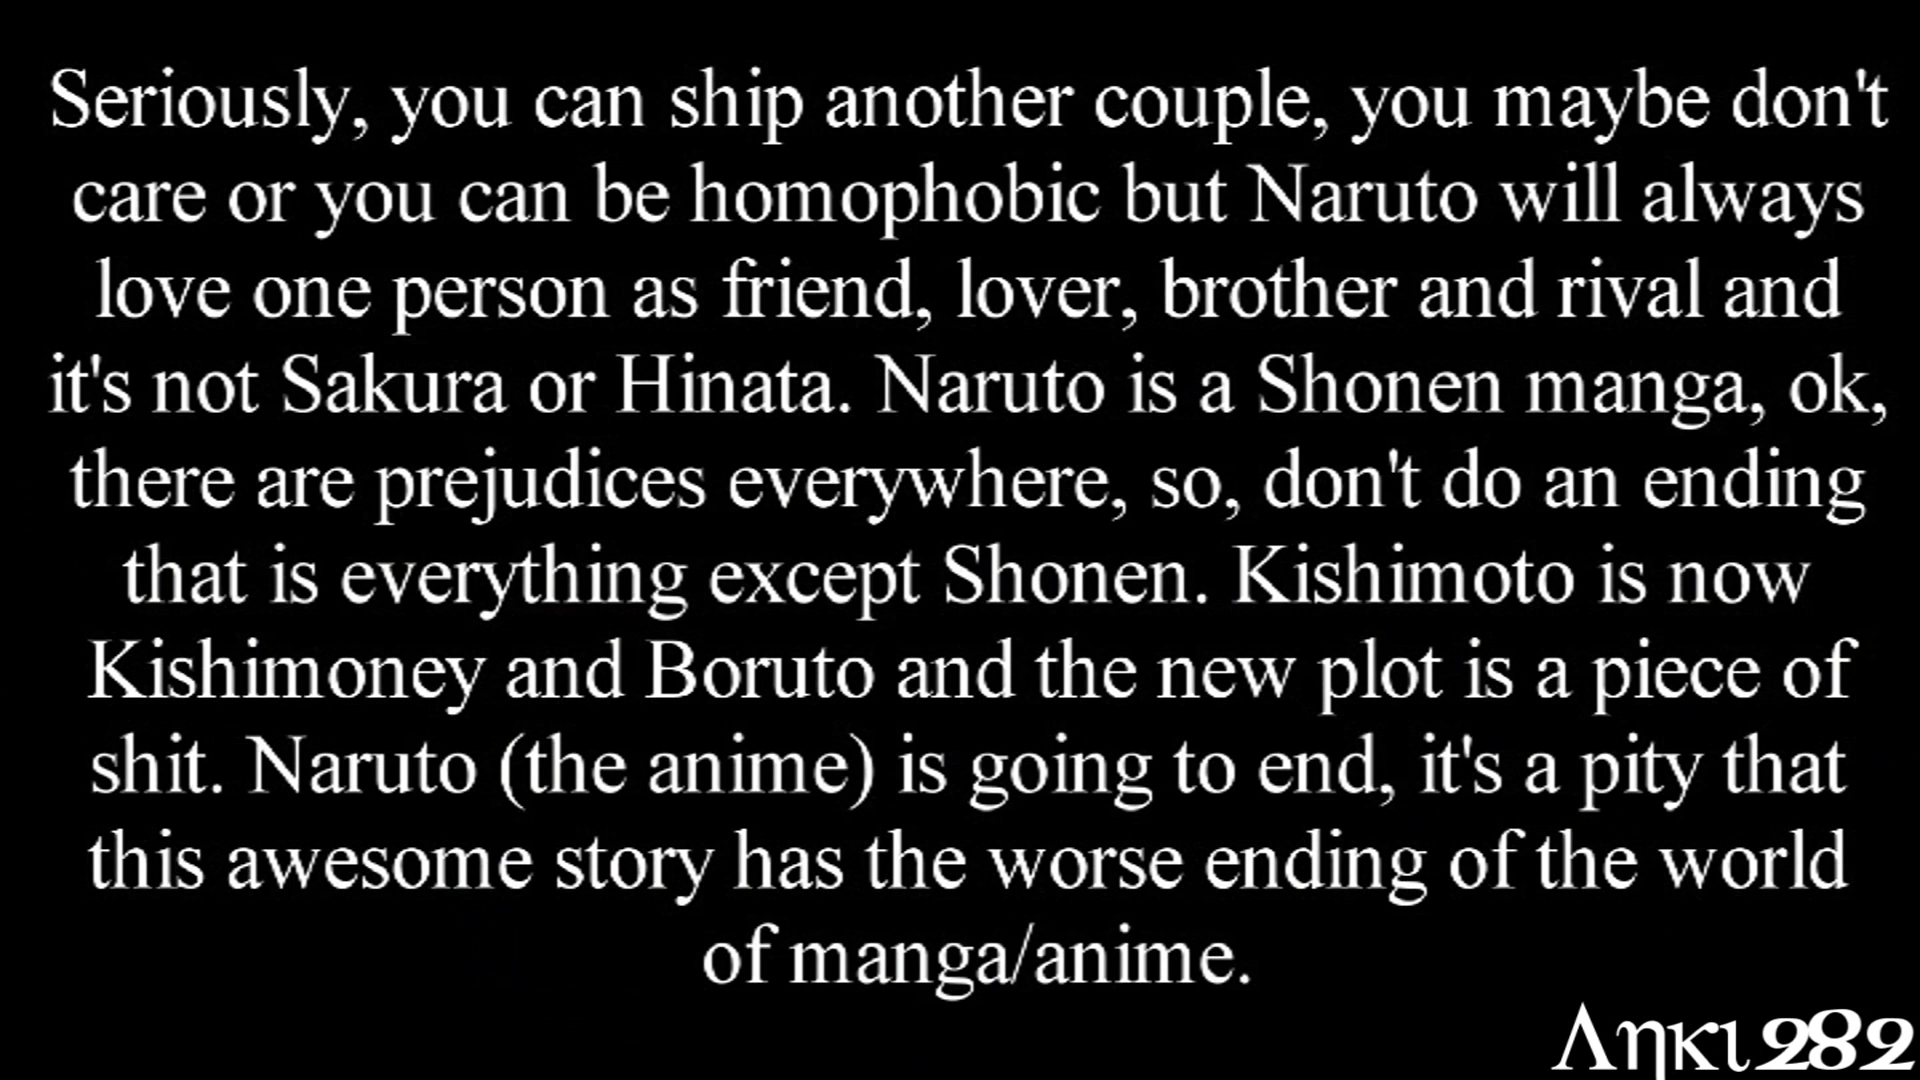 Seriously, you can ship another couple, you maybe don't
care or you can be homophobic but Naruto will always
love one person as friend, lover, brother and rival and
it's not Sakura or Hinata. Naruto is a Shonen manga, ok,
there are prejudices everywhere, so, don't do an ending
that is everything except Shonen. Kishimoto is now
Kishimoney and Boruto and the new plot is a piece of
shit. Naruto (the anime) is going to end, it's a pity that
this awesome story has the worse ending of the world
of manga/anime.
Ληκι282